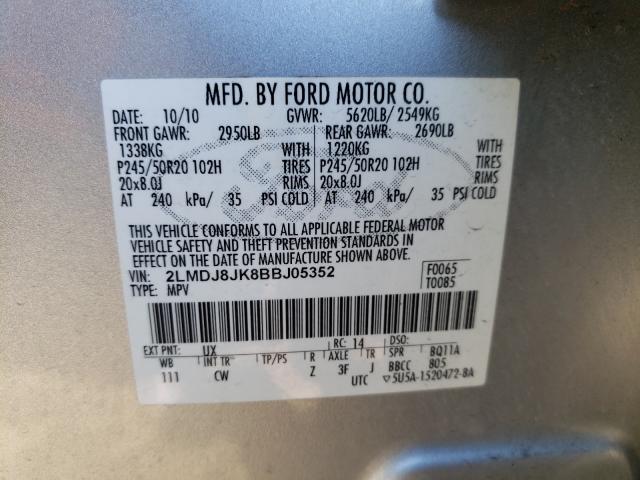 MFD. BY FORD MOTOR CO.
DATE: 10/10 GVWR: 5620LB/ 2549KG
FRONT GAWR: 2950LB REAR GAWR: 2690LB
1338KG WITH 1220KG WITH
P245/50R20 102H TIRES P245/50R20 102H TIRES
20x8.0J RIMS 20x8.0J RIMS
AT 240 kPa/ 35 PSI COLD AT 240 kPa/ 35 PSI COLD
Ford
THIS VEHICLE CONFORMS TO ALL APPLICABLE FEDERAL MOTOR
VEHICLE SAFETY AND THEFT PREVENTION STANDARDS IN
EFFECT ON THE DATE OF MANUFACTURE SHOWN ABOVE.
VIN: 2LMDJ8JK8BBJ05352 F0065
TYPE: MPV T0085
EXT PNT: UX RC: 14 DSO:
WB INT TR TP/PS R AXLE TR SPR BQ11A
111 CW Z 3F J BBCC 805
UTC ▽5U5A-1520472-8A